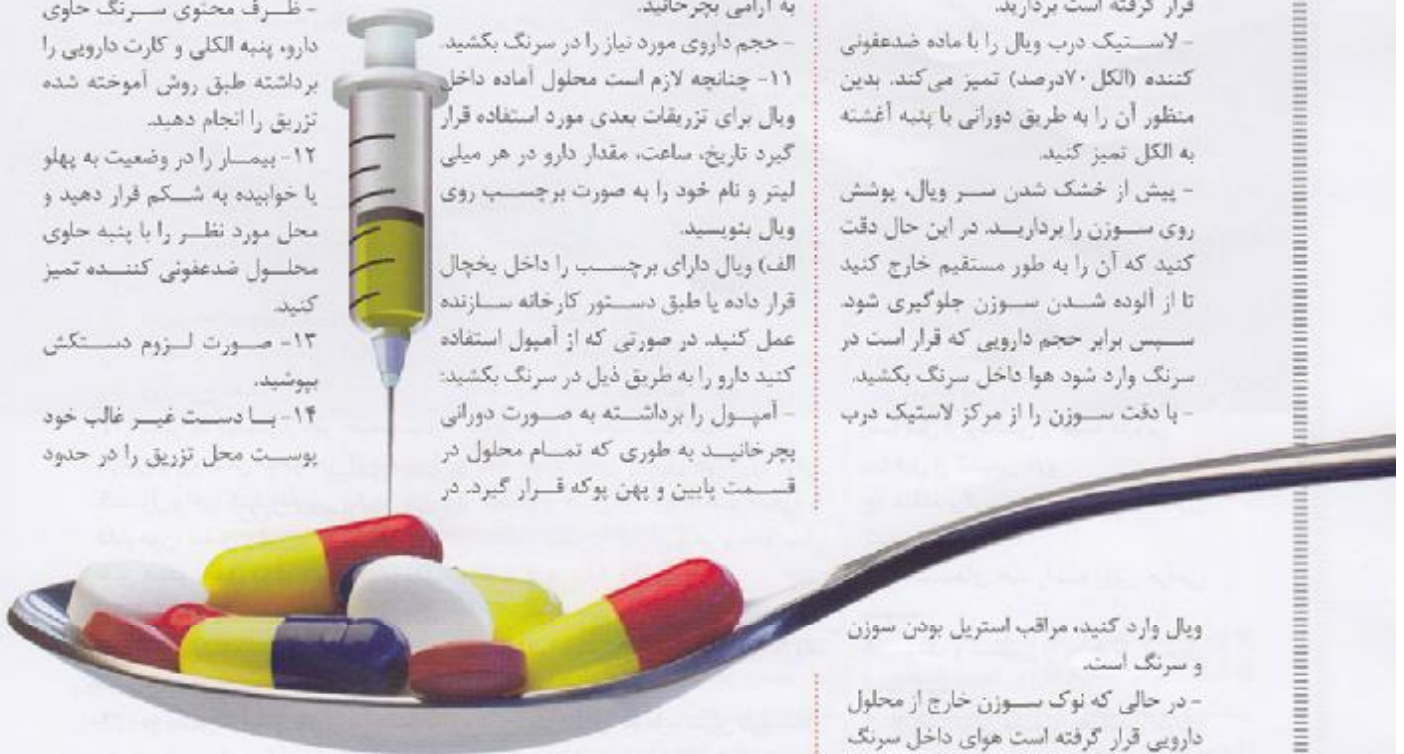 قرار گرفته است بردارید.
- لاستیک درب ویال را با ماده ضدعفونی
کننده (الکل ۷۰درصد) تمیز می‌کند. بدین
منظور آن را به طریق دورانی با پنبه آغشته
به الکل تمیز کنید.
- پیش از خشک شدن سر ویال، پوشش
روی سوزن را بردارید. در این حال دقت
کنید که آن را به طور مستقیم خارج کنید
تا از آلوده شدن سوزن جلوگیری شود.
سپس برابر حجم دارویی که قرار است در
سرنگ وارد شود هوا داخل سرنگ بکشید.
- با دقت سوزن را از مرکز لاستیک درب
ویال وارد کنید، مراقب استریل بودن سوزن
و سرنگ است.
- در حالی که نوک سوزن خارج از محلول
دارویی قرار گرفته است هوای داخل سرنگ
به آرامی بچرخانید.
- حجم داروی مورد نیاز را در سرنگ بکشید.
۱۱- چنانچه لازم است محلول آماده داخل
ویال برای تزریقات بعدی مورد استفاده قرار
گیرد تاریخ، ساعت، مقدار دارو در هر میلی
لیتر و نام خود را به صورت برچسب روی
ویال بنویسید.
الف) ویال دارای برچسب را داخل یخچال
قرار داده یا طبق دستور کارخانه سازنده
عمل کنید. در صورتی که از آمپول استفاده
کنید دارو را به طریق ذیل در سرنگ بکشید:
- آمپول را برداشته به صورت دورانی
بچرخانید به طوری که تمام محلول در
قسمت پایین و پهن پوکه قرار گیرد. در
- ظرف محتوی سرنگ حاوی
دارو، پنبه الکلی و کارت دارویی را
برداشته طبق روش آموخته شده
تزریق را انجام دهید.
۱۲- بیمار را در وضعیت به پهلو
یا خوابیده به شکم قرار دهید و
محل مورد نظر را با پنبه حاوی
محلول ضدعفونی کننده تمیز
کنید.
۱۳- صورت لزوم دستکش
بپوشید.
۱۴- با دست غیر غالب خود
پوست محل تزریق را در حدود